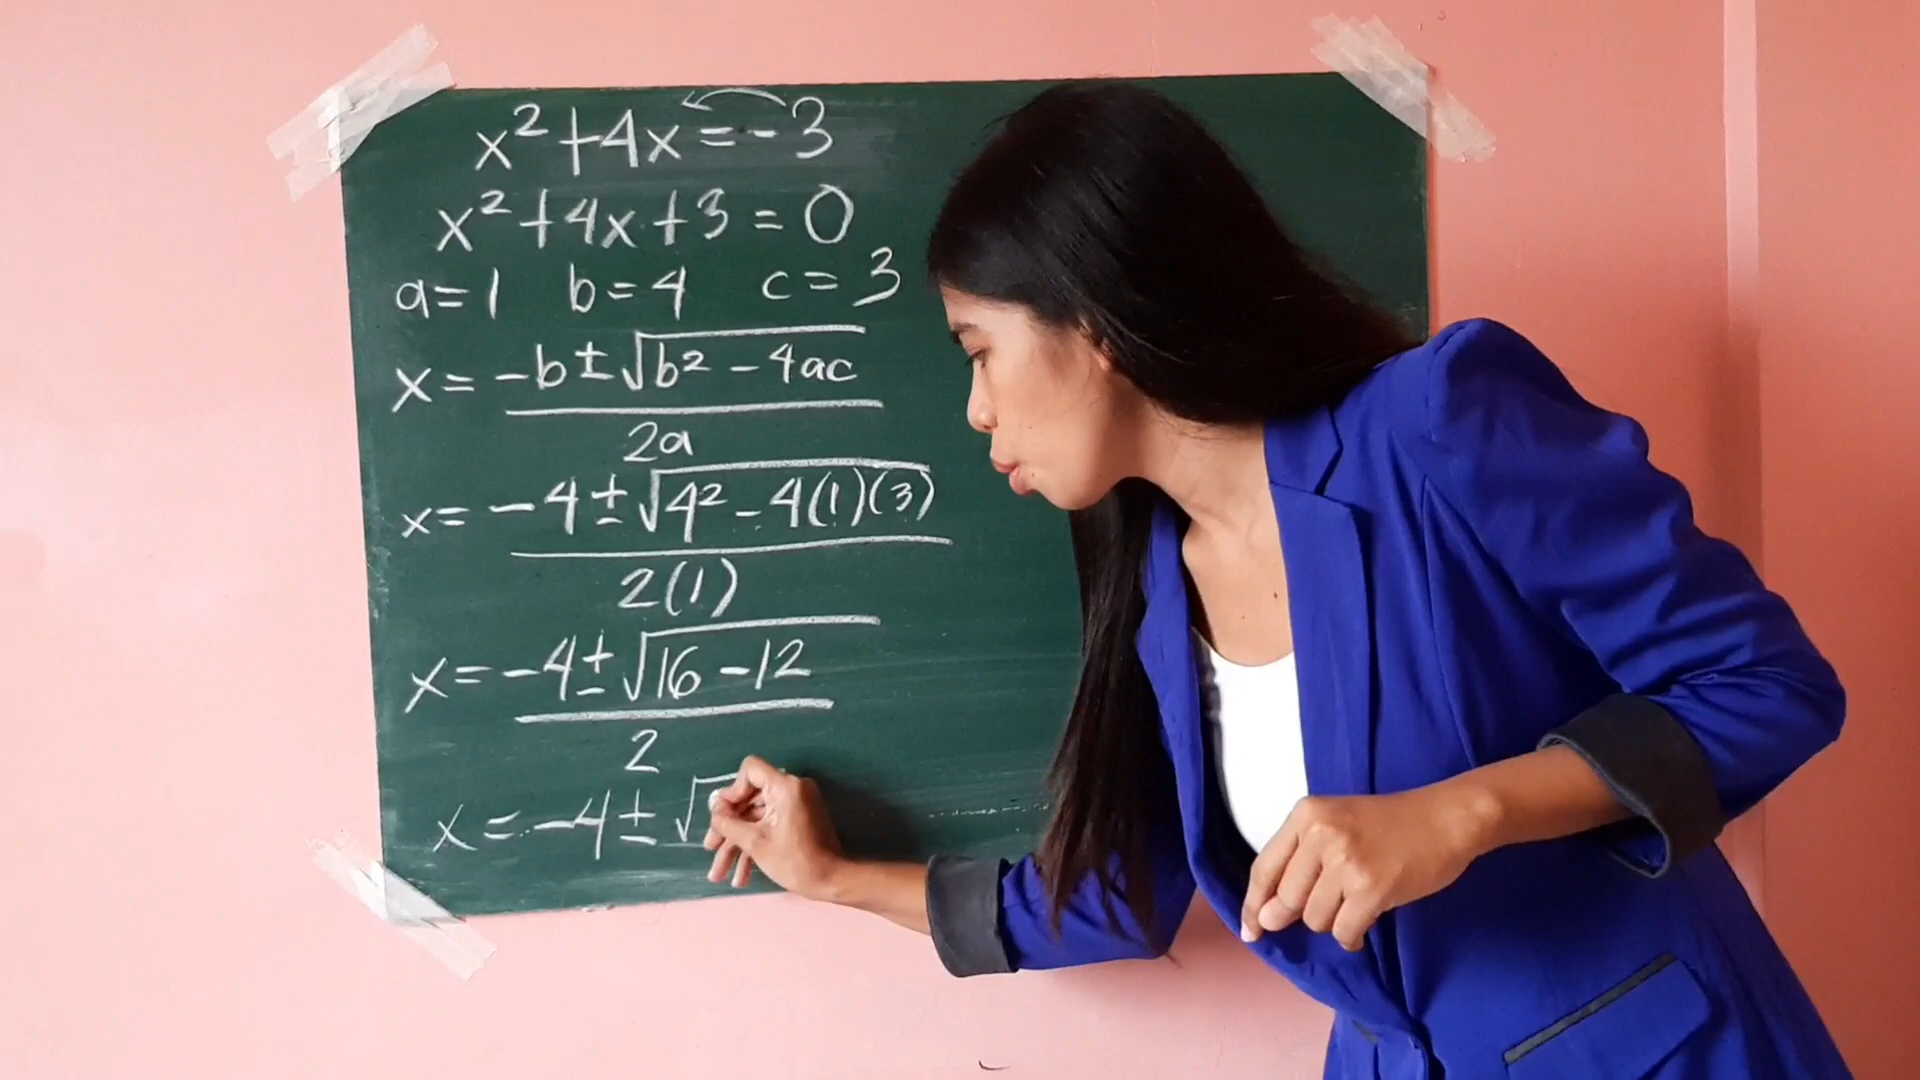 x² + 4x = -3
x² + 4x + 3 = 0
a = 1 b = 4 c = 3
x = -b ± √b² - 4ac
2a
x = -4 ± √4² - 4(1)(3)
2(1)
x = -4 ± √16 - 12
2
x = -4 ± √